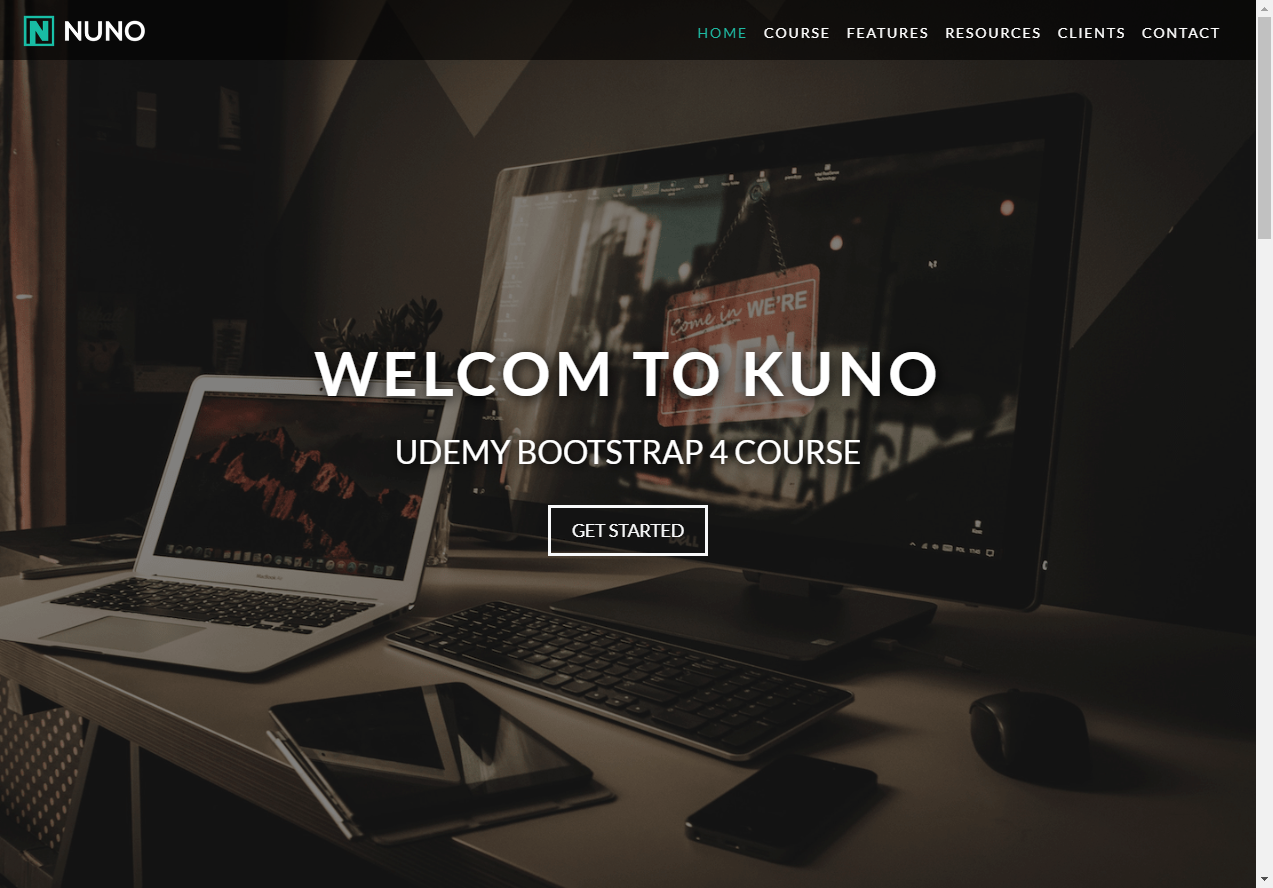 NUNO
HOME COURSE FEATURES RESOURCES CLIENTS CONTACT
Come in WE'RE
OPEN
WELCOM TO KUNO
UDEMY BOOTSTRAP 4 COURSE
GET STARTED
DELL